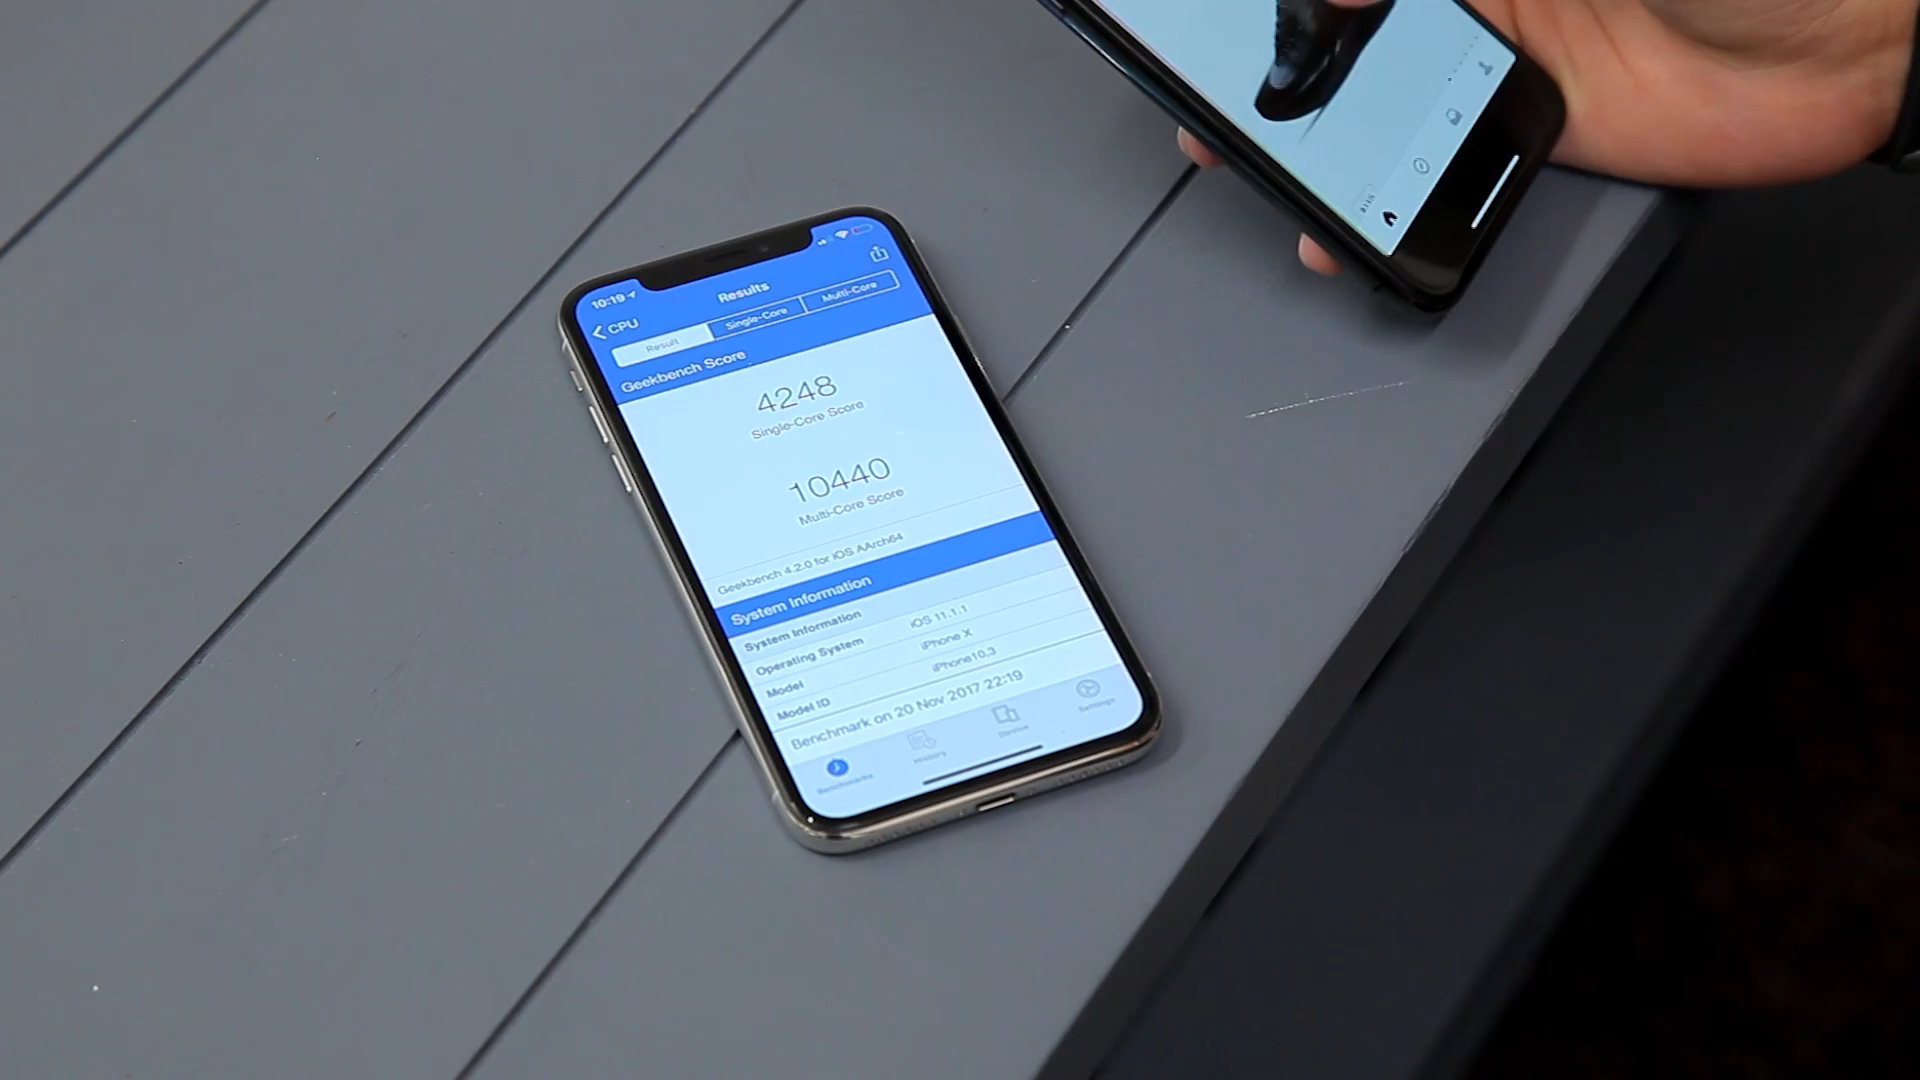 10:19
CPU
Results
Result
Single-Core
Multi-Core
Geekbench Score
4248
Single-Core Score
10440
Multi-Core Score
Geekbench 4.2.0 for iOS AArch64
System Information
System Information
Operating System iOS 11.1.1
Model iPhone X
Model ID iPhone10,3
Benchmark on 20 Nov 2017 22:19
Benchmarks
History
Device
Settings